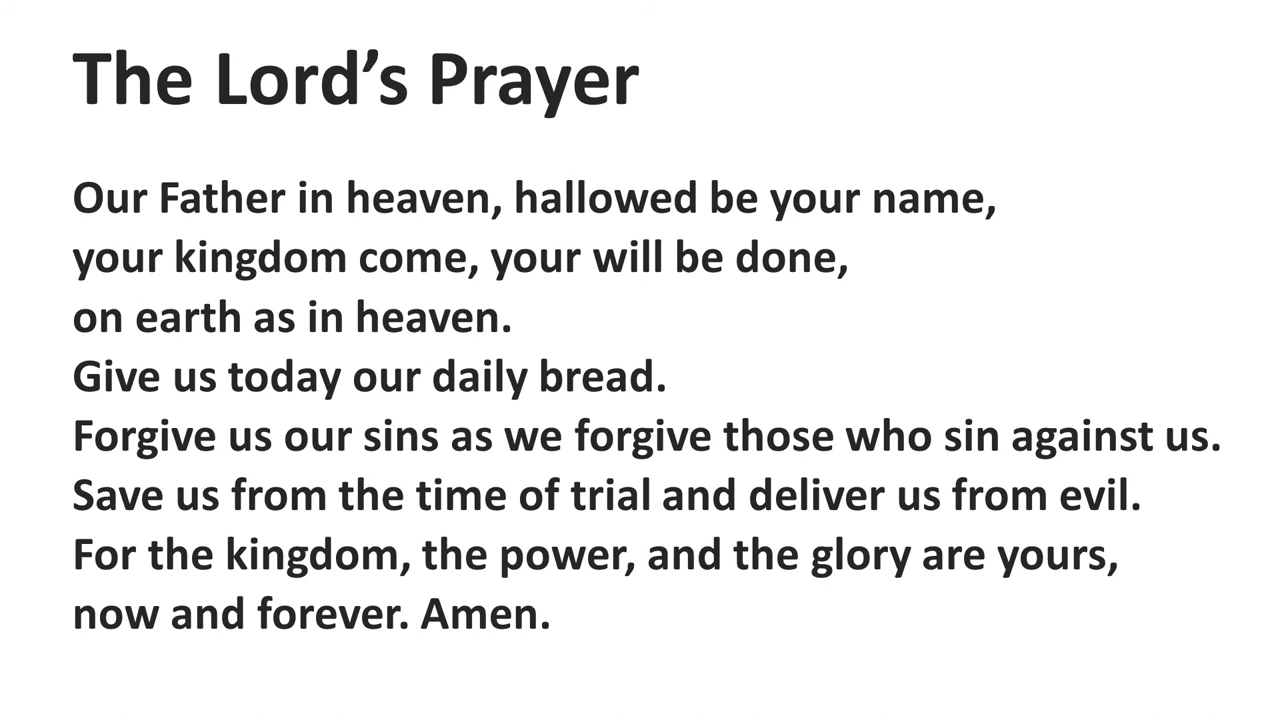 The Lord’s Prayer
Our Father in heaven, hallowed be your name,
your kingdom come, your will be done,
on earth as in heaven.
Give us today our daily bread.
Forgive us our sins as we forgive those who sin against us.
Save us from the time of trial and deliver us from evil.
For the kingdom, the power, and the glory are yours,
now and forever. Amen.